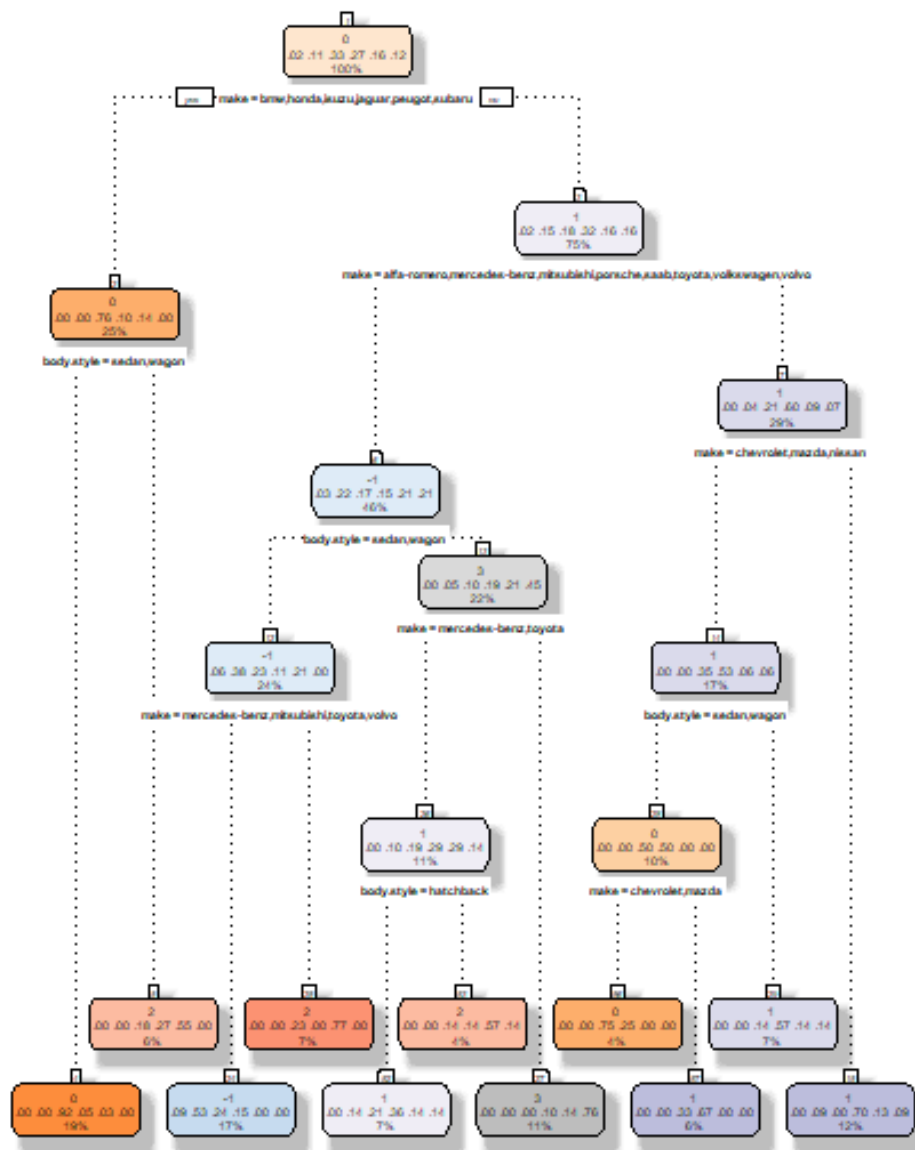 0
.02 .11 .33 .27 .16 .12
100%
make = bmw,honda,isuzu,jaguar,peugot,subaru
1
.02 .15 .18 .32 .16 .16
75%
make = alfa-romero,mercedes-benz,mitsubishi,porsche,saab,toyota,volkswagen,volvo
0
.00 .00 .76 .10 .14 .00
25%
body.style = sedan,wagon
1
.00 .04 .21 .60 .09 .07
29%
make = chevrolet,mazda,nissan
-1
.03 .22 .17 .15 .21 .21
46%
body.style = sedan,wagon
3
.00 .05 .10 .19 .21 .45
22%
make = mercedes-benz,toyota
-1
.06 .38 .23 .11 .21 .00
24%
make = mercedes-benz,mitsubishi,toyota,volvo
1
.00 .00 .35 .53 .06 .06
17%
body.style = sedan,wagon
1
.00 .10 .19 .29 .29 .14
11%
body.style = hatchback
0
.00 .00 .50 .50 .00 .00
10%
make = chevrolet,mazda
2
.00 .00 .18 .27 .55 .00
6%
2
.00 .00 .23 .00 .77 .00
7%
2
.00 .00 .14 .14 .57 .14
4%
0
.00 .00 .75 .25 .00 .00
4%
1
.00 .00 .14 .57 .14 .14
7%
0
.00 .00 .92 .05 .03 .00
19%
-1
.09 .53 .24 .15 .00 .00
17%
1
.00 .14 .21 .36 .14 .14
7%
3
.00 .00 .00 .10 .14 .76
11%
1
.00 .00 .33 .67 .00 .00
6%
1
.00 .09 .00 .70 .13 .09
12%